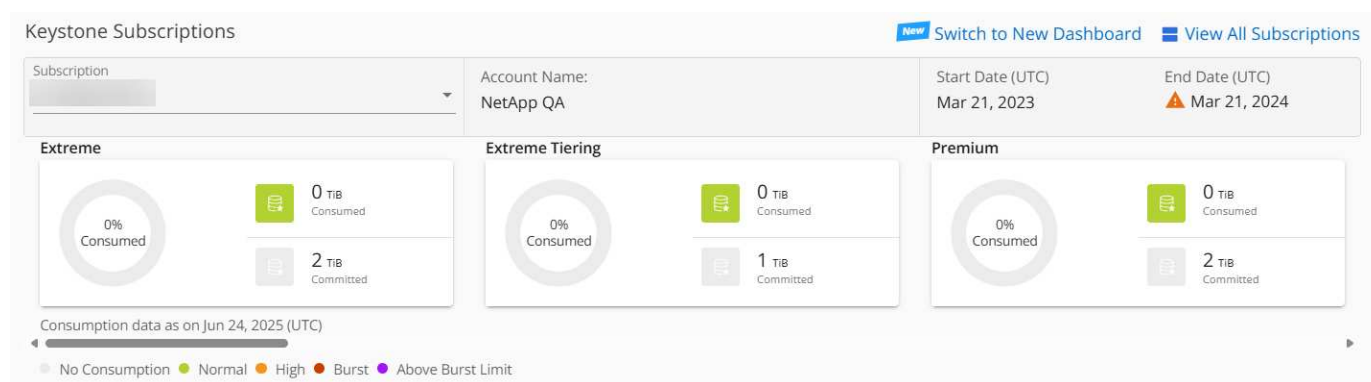 Keystone Subscriptions
New Switch to New Dashboard View All Subscriptions
Subscription
Account Name:
NetApp QA
Start Date (UTC)
Mar 21, 2023
End Date (UTC)
Mar 21, 2024
Extreme
0%
Consumed
0 TiB
Consumed
2 TiB
Committed
Extreme Tiering
0%
Consumed
0 TiB
Consumed
1 TiB
Committed
Premium
0%
Consumed
0 TiB
Consumed
2 TiB
Committed
Consumption data as on Jun 24, 2025 (UTC)
No Consumption Normal High Burst Above Burst Limit